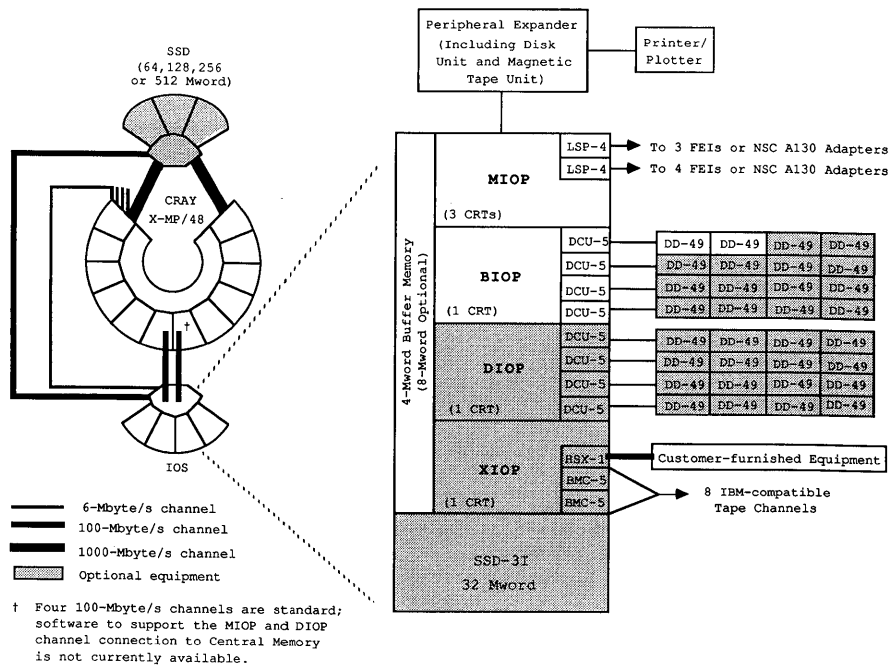 SSD
(64,128,256
or 512 Mword)
CRAY
X-MP/48
†
IOS
6-Mbyte/s channel
100-Mbyte/s channel
1000-Mbyte/s channel
Optional equipment
† Four 100-Mbyte/s channels are standard;
software to support the MIOP and DIOP
channel connection to Central Memory
is not currently available.
Peripheral Expander
(Including Disk
Unit and Magnetic
Tape Unit)
Printer/
Plotter
4-Mword Buffer Memory
(8-Mword Optional)
MIOP
(3 CRTs)
LSP-4
To 3 FEIs or NSC A130 Adapters
LSP-4
To 4 FEIs or NSC A130 Adapters
BIOP
(1 CRT)
DCU-5 DD-49 DD-49 DD-49 DD-49
DCU-5 DD-49 DD-49 DD-49 DD-49
DCU-5 DD-49 DD-49 DD-49 DD-49
DCU-5 DD-49 DD-49 DD-49 DD-49
DIOP
(1 CRT)
DCU-5 DD-49 DD-49 DD-49 DD-49
DCU-5 DD-49 DD-49 DD-49 DD-49
DCU-5 DD-49 DD-49 DD-49 DD-49
DCU-5 DD-49 DD-49 DD-49 DD-49
XIOP
(1 CRT)
HSX-1 Customer-furnished Equipment
BMC-5
BMC-5
8 IBM-compatible
Tape Channels
SSD-3I
32 Mword